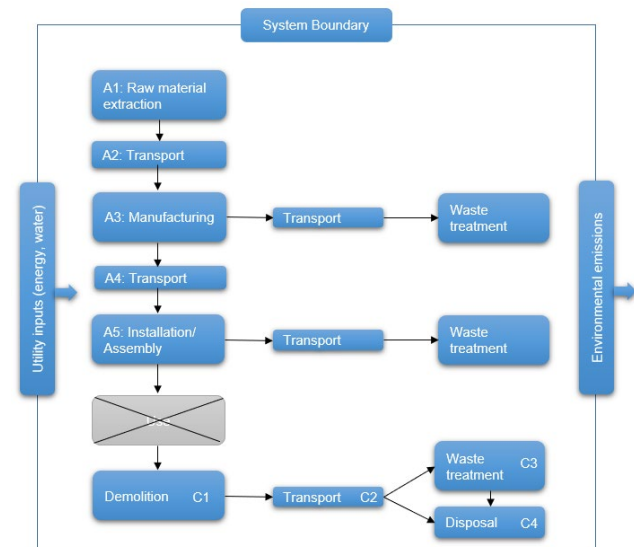 System Boundary
Utility inputs (energy, water)
A1: Raw material
extraction
A2: Transport
A3: Manufacturing
Transport
Waste
treatment
A4: Transport
A5: Installation/
Assembly
Transport
Waste
treatment
Demolition C1
Transport C2
Waste
treatment C3
Disposal C4
Environmental emissions